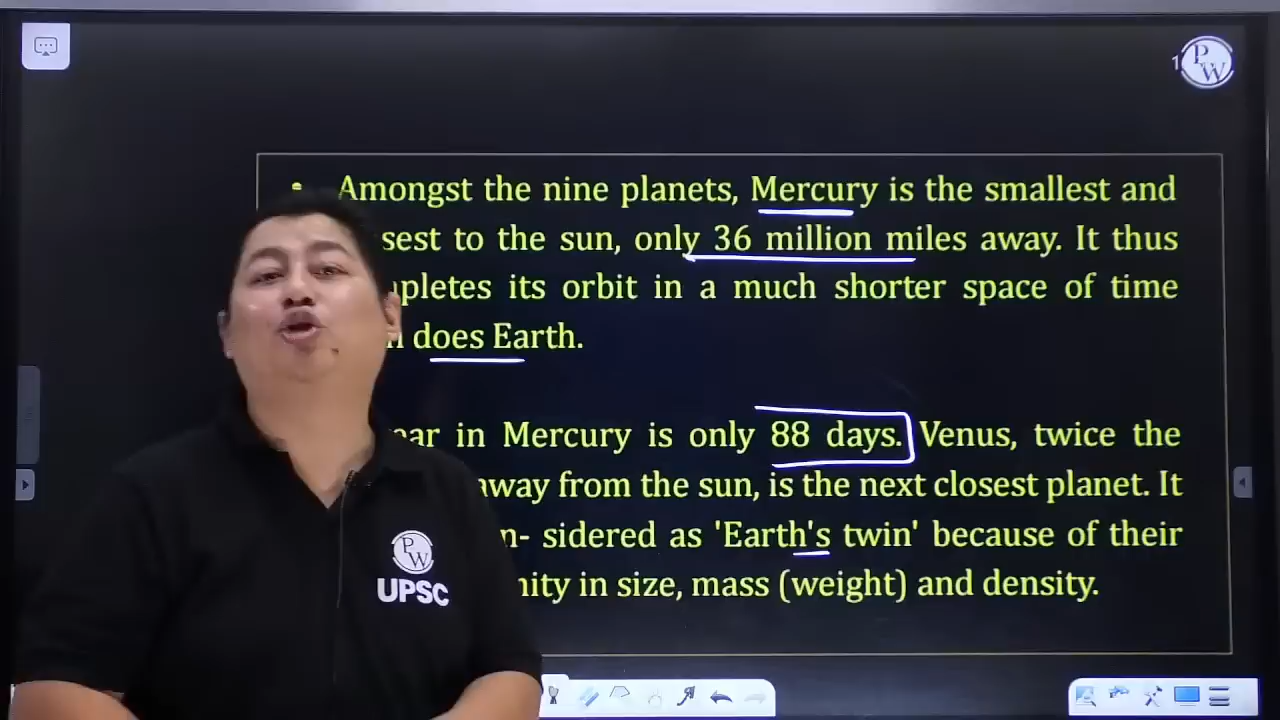 1
PW
Amongst the nine planets, Mercury is the smallest and
sest to the sun, only 36 million miles away. It thus
pletes its orbit in a much shorter space of time
does Earth.
ar in Mercury is only 88 days. Venus, twice the
away from the sun, is the next closest planet. It
n- sidered as 'Earth's twin' because of their
nity in size, mass (weight) and density.
PW
UPSC